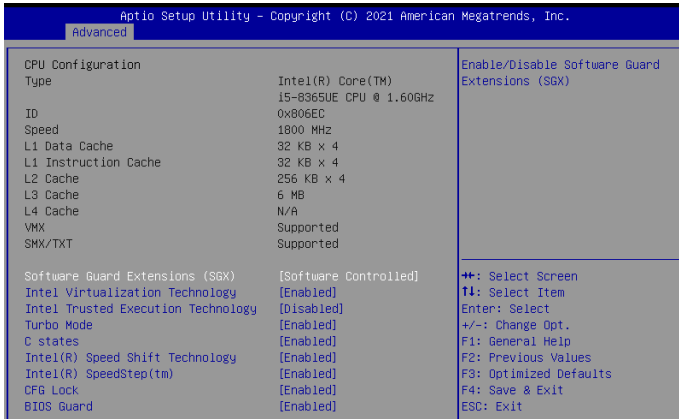 Aptio Setup Utility – Copyright (C) 2021 American Megatrends, Inc.
Advanced
CPU Configuration
Type Intel(R) Core(TM)
i5-8365UE CPU @ 1.60GHz
ID 0x806EC
Speed 1800 MHz
L1 Data Cache 32 KB x 4
L1 Instruction Cache 32 KB x 4
L2 Cache 256 KB x 4
L3 Cache 6 MB
L4 Cache N/A
VMX Supported
SMX/TXT Supported
Software Guard Extensions (SGX) [Software Controlled]
Intel Virtualization Technology [Enabled]
Intel Trusted Execution Technology [Disabled]
Turbo Mode [Enabled]
C states [Enabled]
Intel(R) Speed Shift Technology [Enabled]
Intel(R) SpeedStep(tm) [Enabled]
CFG Lock [Enabled]
BIOS Guard [Enabled]
Enable/Disable Software Guard
Extensions (SGX)
→←: Select Screen
↑↓: Select Item
Enter: Select
+/-: Change Opt.
F1: General Help
F2: Previous Values
F3: Optimized Defaults
F4: Save & Exit
ESC: Exit